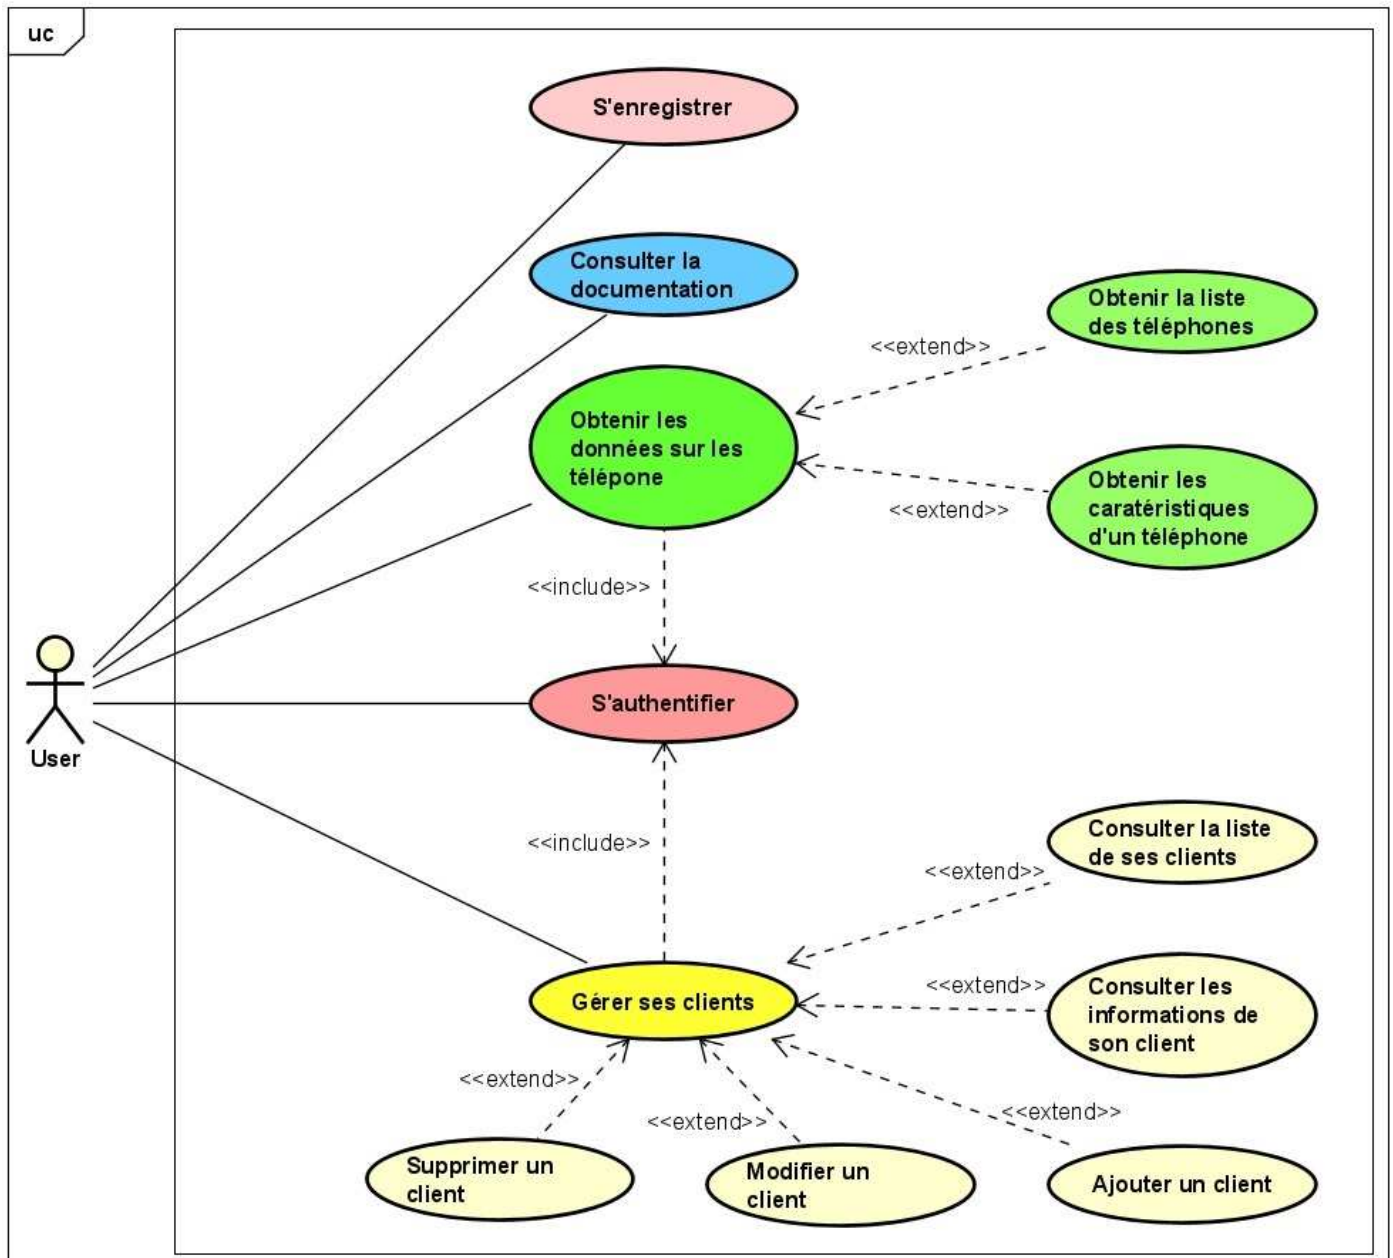 uc
S'enregistrer
Consulter la
documentation
Obtenir la liste
des téléphones
<<extend>>
Obtenir les
données sur les
télépone
Obtenir les
caratéristiques
d'un téléphone
<<extend>>
<<include>>
S'authentifier
User
<<include>>
Consulter la liste
de ses clients
<<extend>>
Gérer ses clients
<<extend>>
Consulter les
informations de
son client
<<extend>>
<<extend>>
<<extend>>
Supprimer un
client
Modifier un
client
Ajouter un client